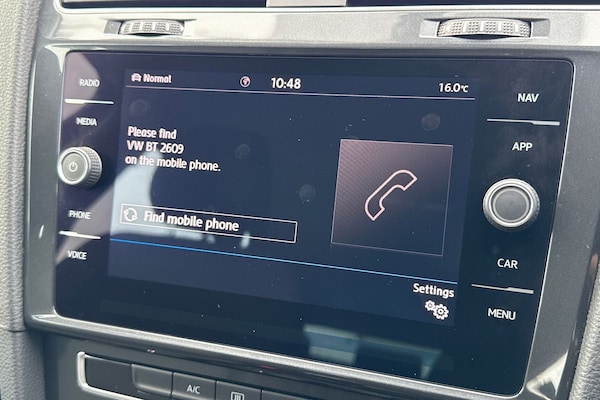 Normal 10:48 16.0°C
RADIO
MEDIA
PHONE
VOICE
Please find
VW BT 2609
on the mobile phone.
Find mobile phone
Settings
NAV
APP
CAR
MENU
A/C